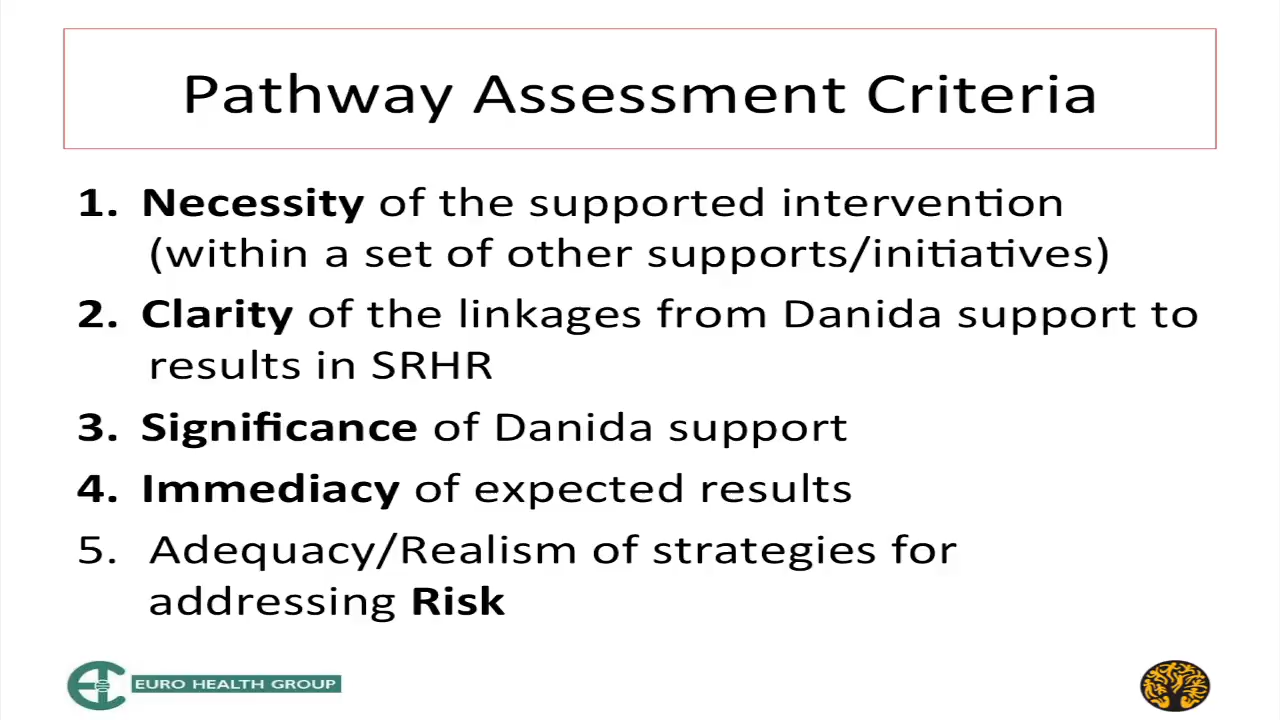 Pathway Assessment Criteria
1. Necessity of the supported intervention
(within a set of other supports/initiatives)
2. Clarity of the linkages from Danida support to
results in SRHR
3. Significance of Danida support
4. Immediacy of expected results
5. Adequacy/Realism of strategies for
addressing Risk
EURO HEALTH GROUP